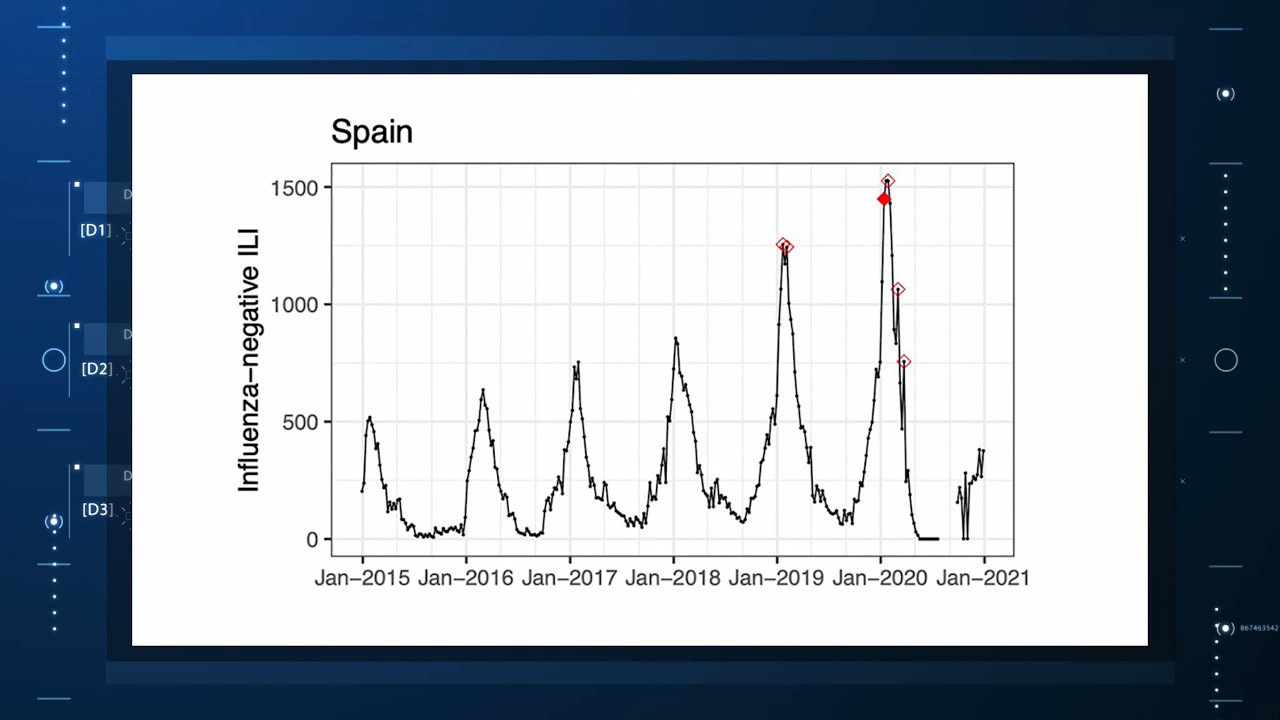 Spain
Influenza-negative ILI
1500
1000
500
0
Jan-2015 Jan-2016 Jan-2017 Jan-2018 Jan-2019 Jan-2020 Jan-2021
D
[D1]
D
[D2]
D
[D3]
867463542